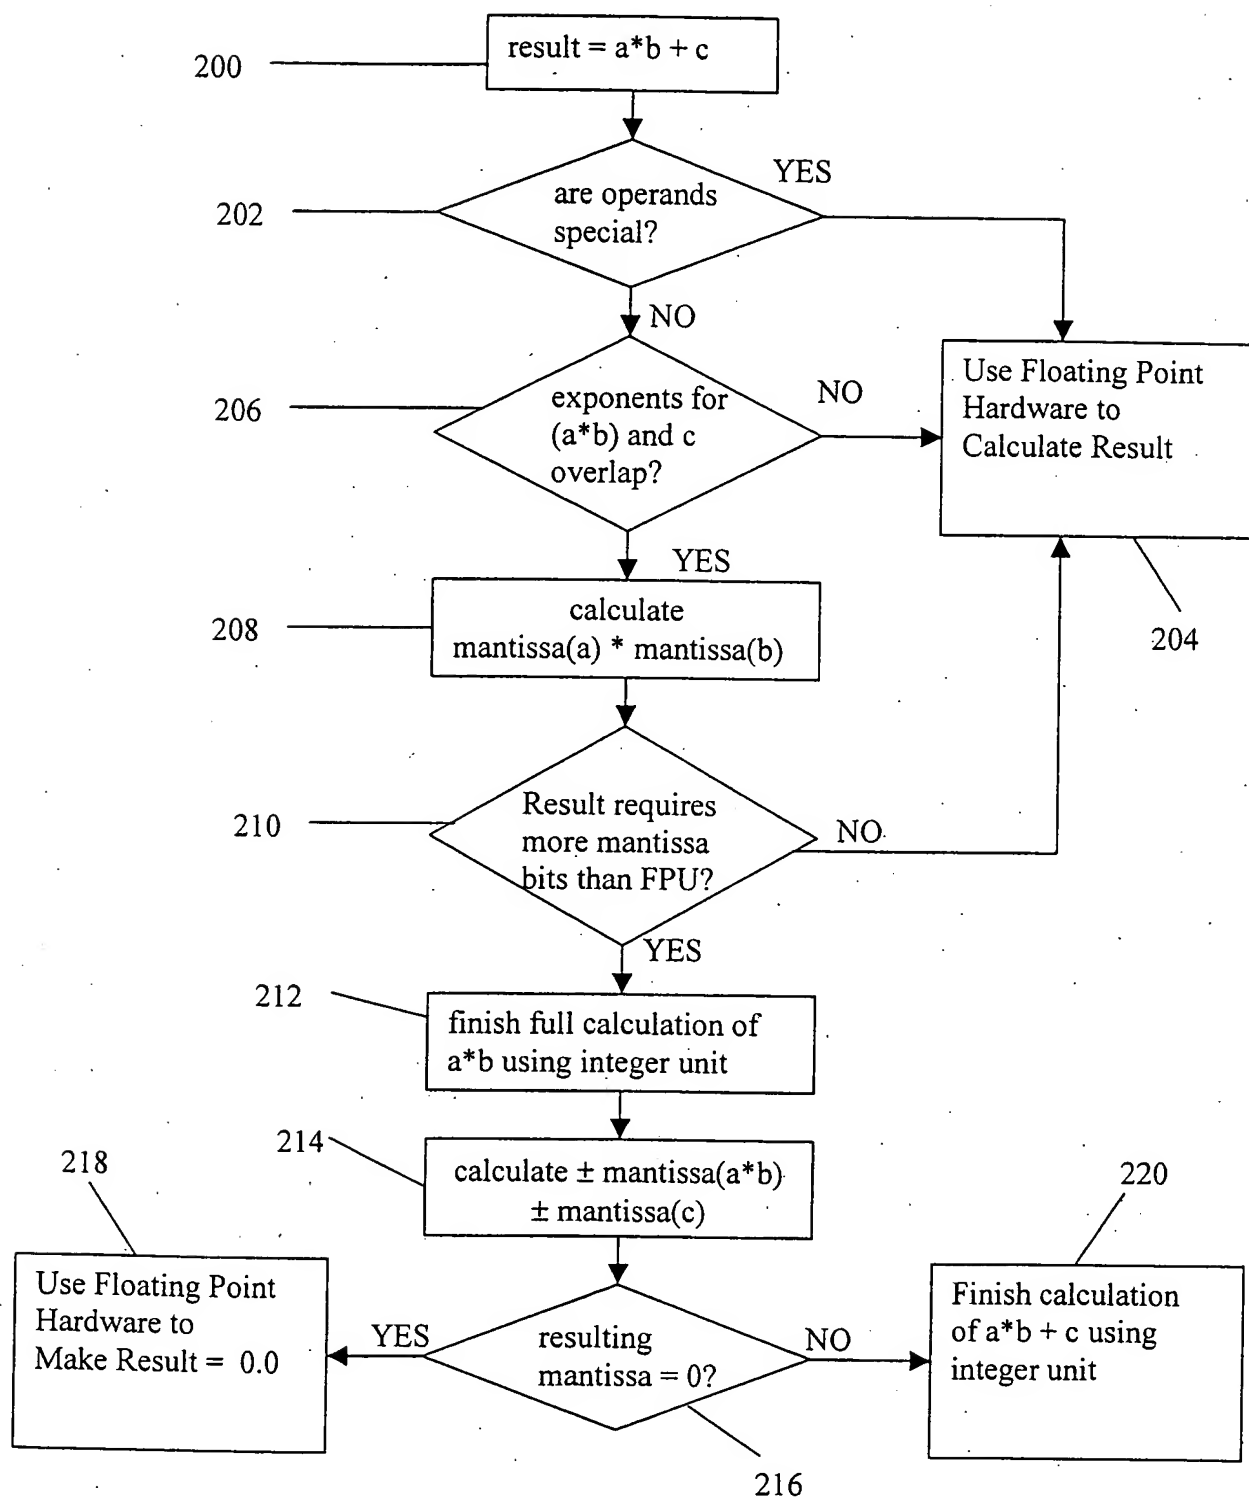 result = a*b + c
200
YES
are operands
special?
202
NO
exponents for
(a*b) and c
overlap?
206
NO
Use Floating Point
Hardware to
Calculate Result
204
YES
calculate
mantissa(a) * mantissa(b)
208
Result requires
more mantissa
bits than FPU?
210
NO
YES
212
finish full calculation of
a*b using integer unit
214
calculate ± mantissa(a*b)
± mantissa(c)
218
220
Use Floating Point
Hardware to
Make Result = 0.0
YES
resulting
mantissa = 0?
NO
Finish calculation
of a*b + c using
integer unit
216